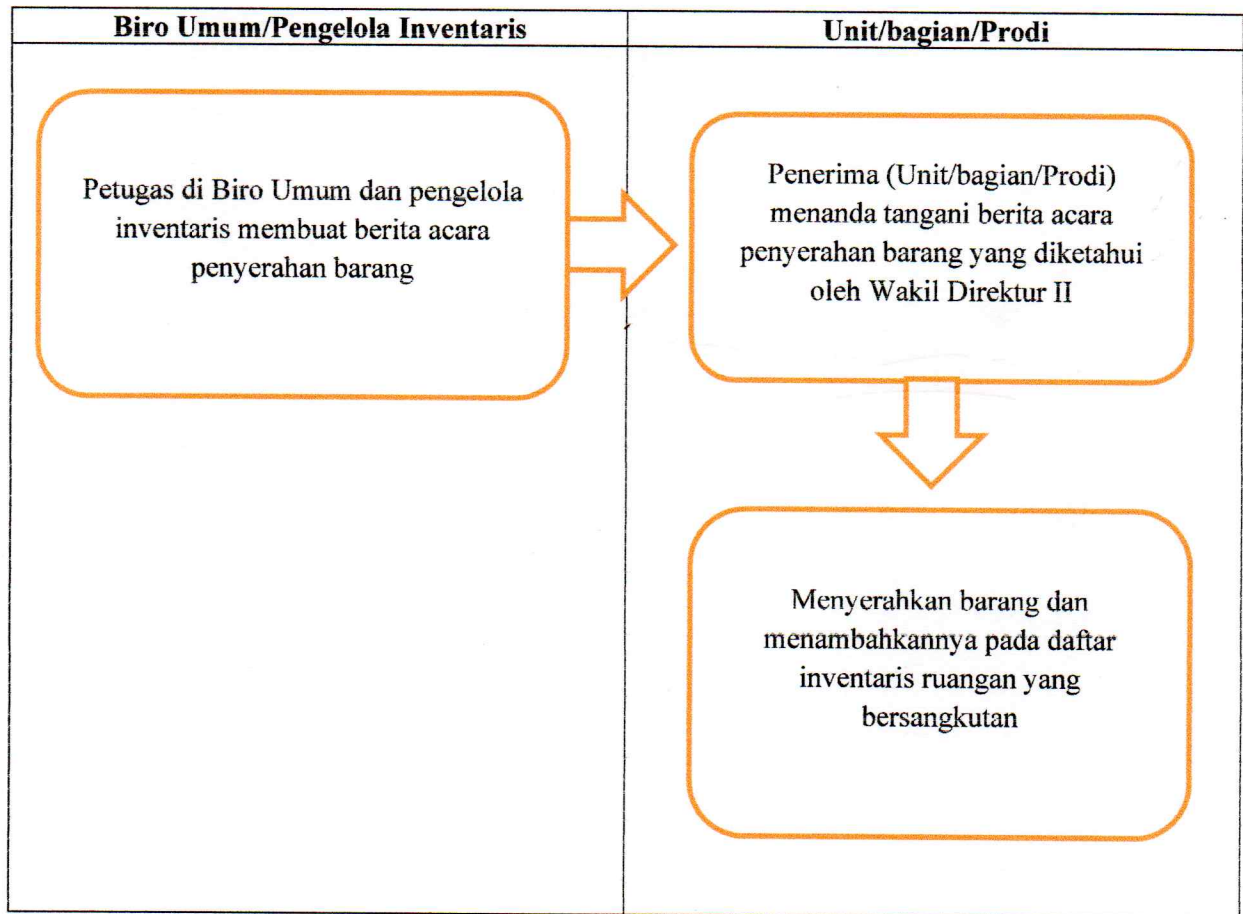 Biro Umum/Pengelola Inventaris
Unit/bagian/Prodi
Petugas di Biro Umum dan pengelola
inventaris membuat berita acara
penyerahan barang
Penerima (Unit/bagian/Prodi)
menanda tangani berita acara
penyerahan barang yang diketahui
oleh Wakil Direktur II
Menyerahkan barang dan
menambahkannya pada daftar
inventaris ruangan yang
bersangkutan